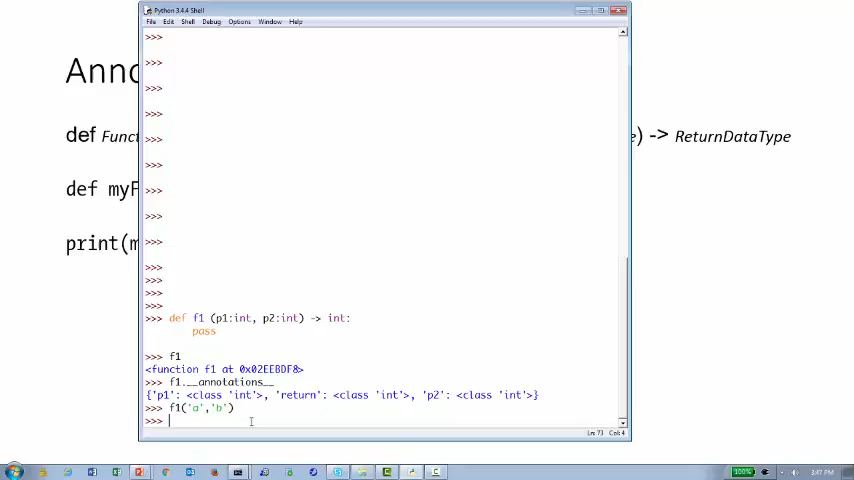 Python 3.4.4 Shell
File Edit Shell Debug Options Window Help
>>>
>>>
>>>
>>>
>>>
>>>
>>>
>>>
>>>
>>>
>>>
>>>
>>>
>>> def f1 (p1:int, p2:int) -> int:
pass
>>> f1
<function f1 at 0x02EEBDF8>
>>> f1.__annotations__
{'p1': <class 'int'>, 'return': <class 'int'>, 'p2': <class 'int'>}
>>> f1('a','b')
>>>
Ln: 73 Col: 4
Anno
def Funct
e) -> ReturnDataType
def myF
print(m
100%
3:47 PM